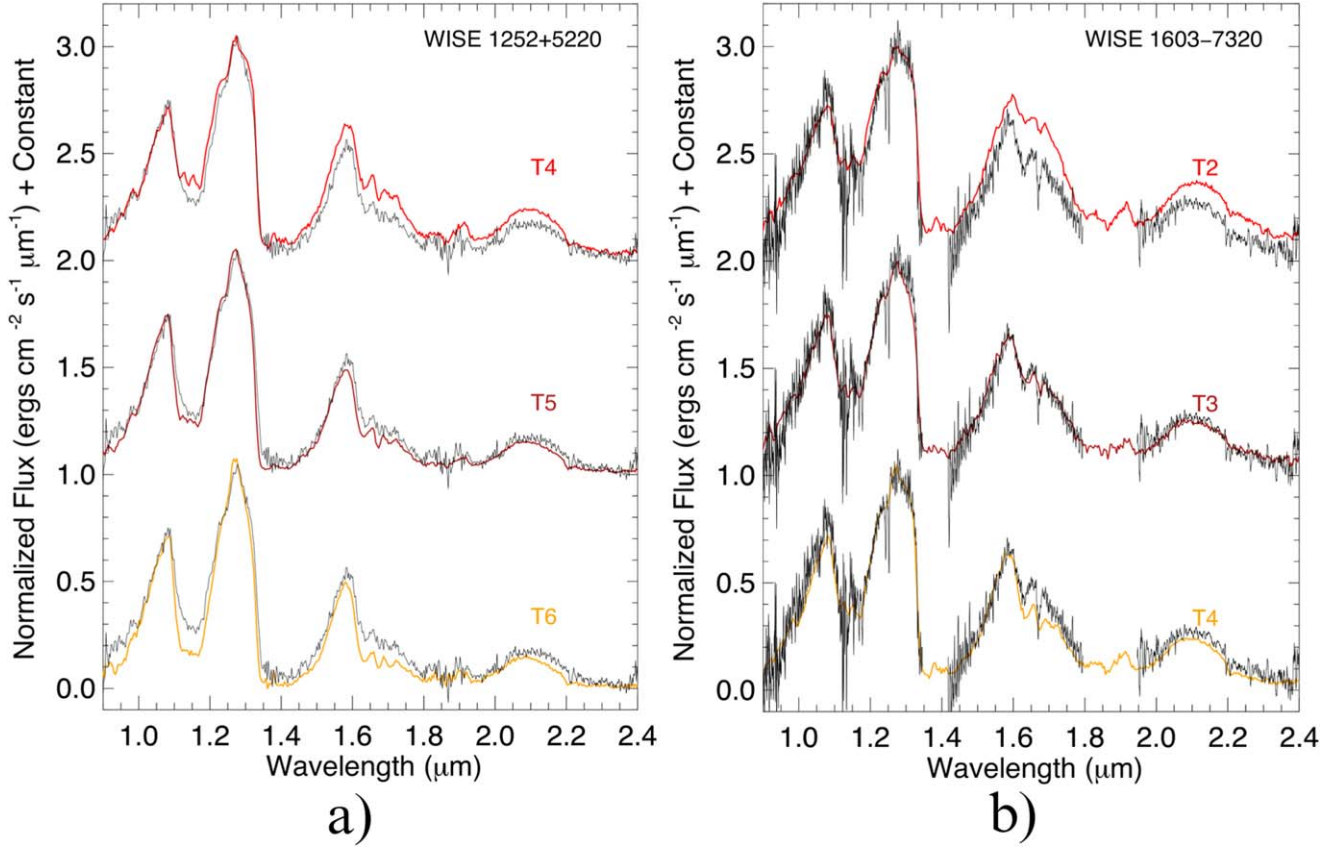 WISE 1252+5220
Normalized Flux (ergs cm -2 s-1 μm-1) + Constant
3.0
2.5
2.0
1.5
1.0
0.5
0.0
T4
T5
T6
1.0 1.2 1.4 1.6 1.8 2.0 2.2 2.4
Wavelength (μm)
a)
WISE 1603−7320
Normalized Flux (ergs cm -2 s-1 μm-1) + Constant
3.0
2.5
2.0
1.5
1.0
0.5
0.0
T2
T3
T4
1.0 1.2 1.4 1.6 1.8 2.0 2.2 2.4
Wavelength (μm)
b)